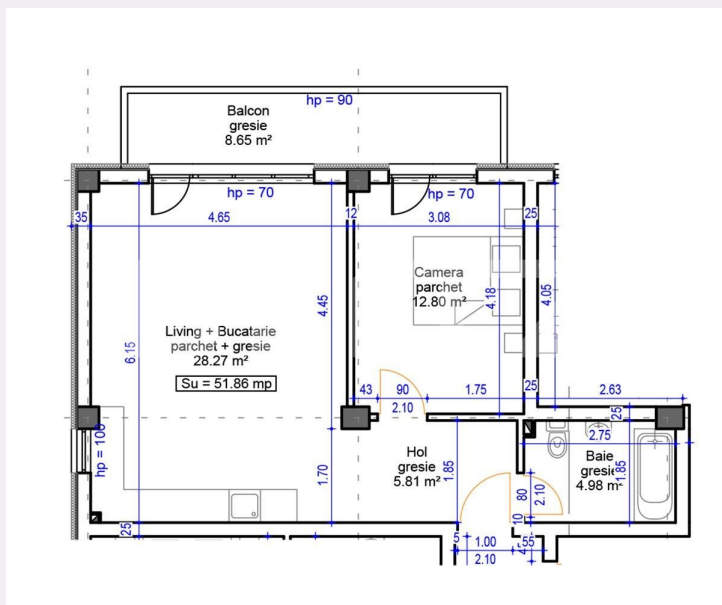 hp = 90
Balcon
gresie
8.65 m²
hp = 70
hp = 70
35
4.65
12
3.08
25
Camera
parchet
12.80 m²
4.45
4.18
4.05
6.15
Living + Bucatarie
parchet + gresie
28.27 m²
Su = 51.86 mp
43
90
1.75
25
2.63
2.10
25
hp = 100
2.75
Hol
gresie
5.81 m²
1.85
Baie
gresie
4.98 m²
1.85
1.70
80
2.10
10
25
5
1.00
55
2.10